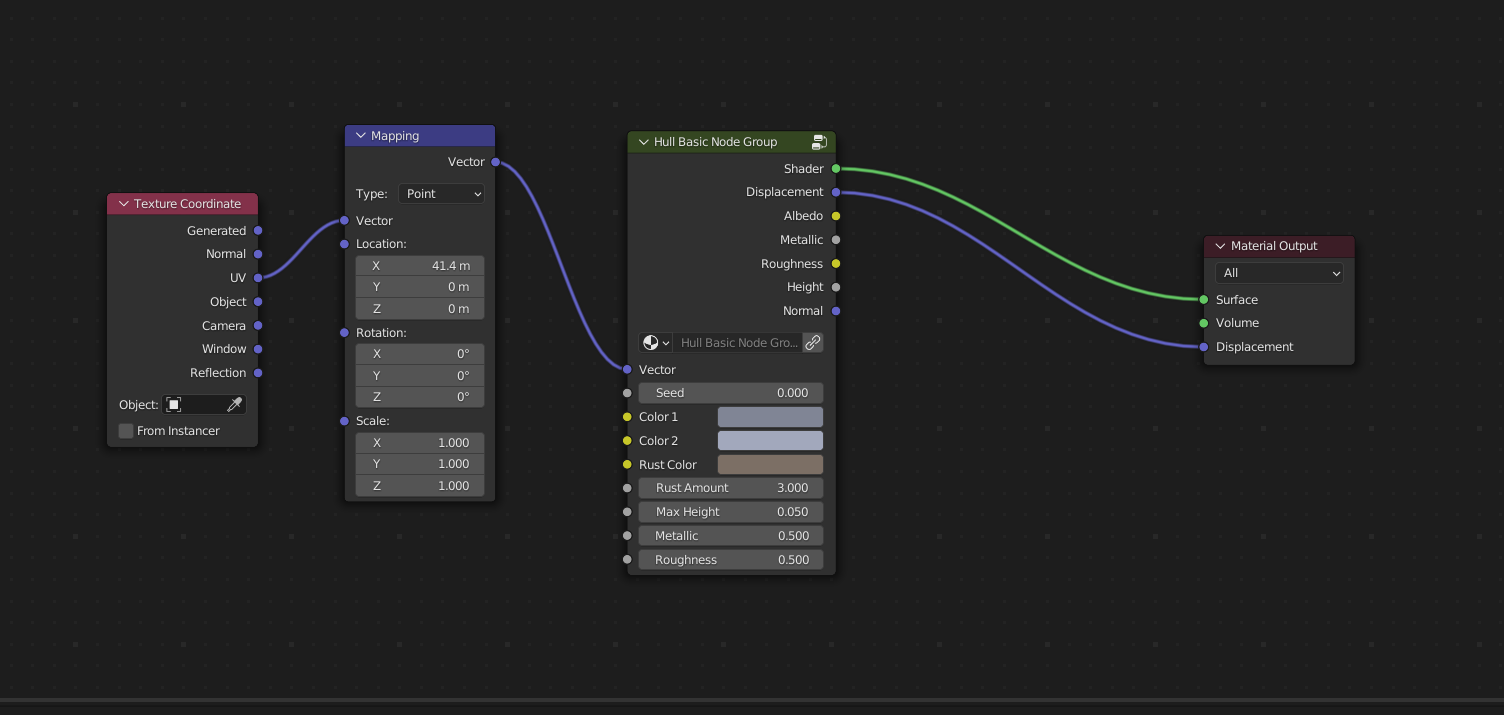 Texture Coordinate
Generated
Normal
UV
Object
Camera
Window
Reflection
Object:
From Instancer
Mapping
Vector
Type: Point
Vector
Location:
X 41.4 m
Y 0 m
Z 0 m
Rotation:
X 0°
Y 0°
Z 0°
Scale:
X 1.000
Y 1.000
Z 1.000
Hull Basic Node Group
Shader
Displacement
Albedo
Metallic
Roughness
Height
Normal
Hull Basic Node Gro...
Vector
Seed 0.000
Color 1
Color 2
Rust Color
Rust Amount 3.000
Max Height 0.050
Metallic 0.500
Roughness 0.500
Material Output
All
Surface
Volume
Displacement